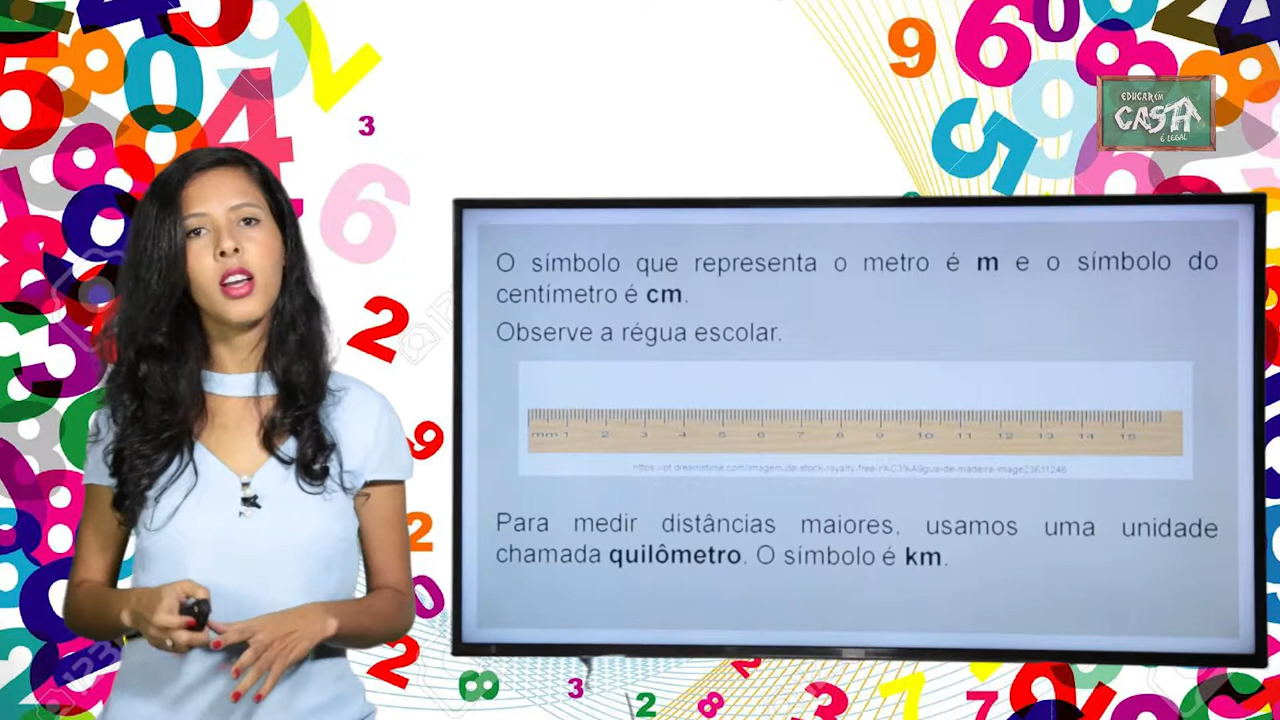 EDUCAR EM
CASA
É LEGAL
O símbolo que representa o metro é m e o símbolo do
centímetro é cm.
Observe a régua escolar.
mm 1 2 3 4 5 6 7 8 9 10 11 12 13 14 15
Para medir distâncias maiores, usamos uma unidade
chamada quilômetro. O símbolo é km.